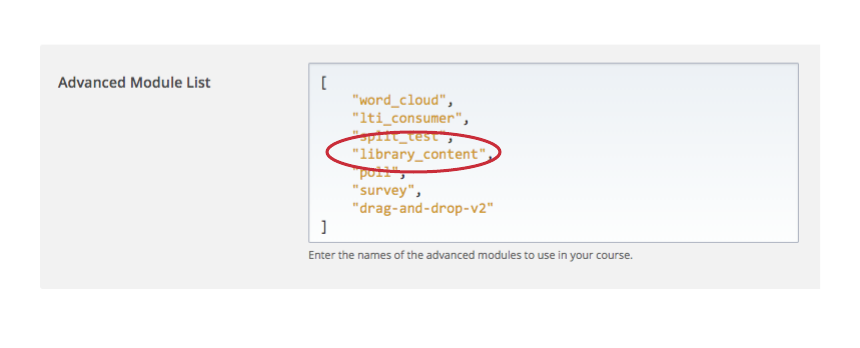 Advanced Module List
[
"word_cloud",
"lti_consumer",
"split_test",
"library_content",
"poll",
"survey",
"drag-and-drop-v2"
]
Enter the names of the advanced modules to use in your course.